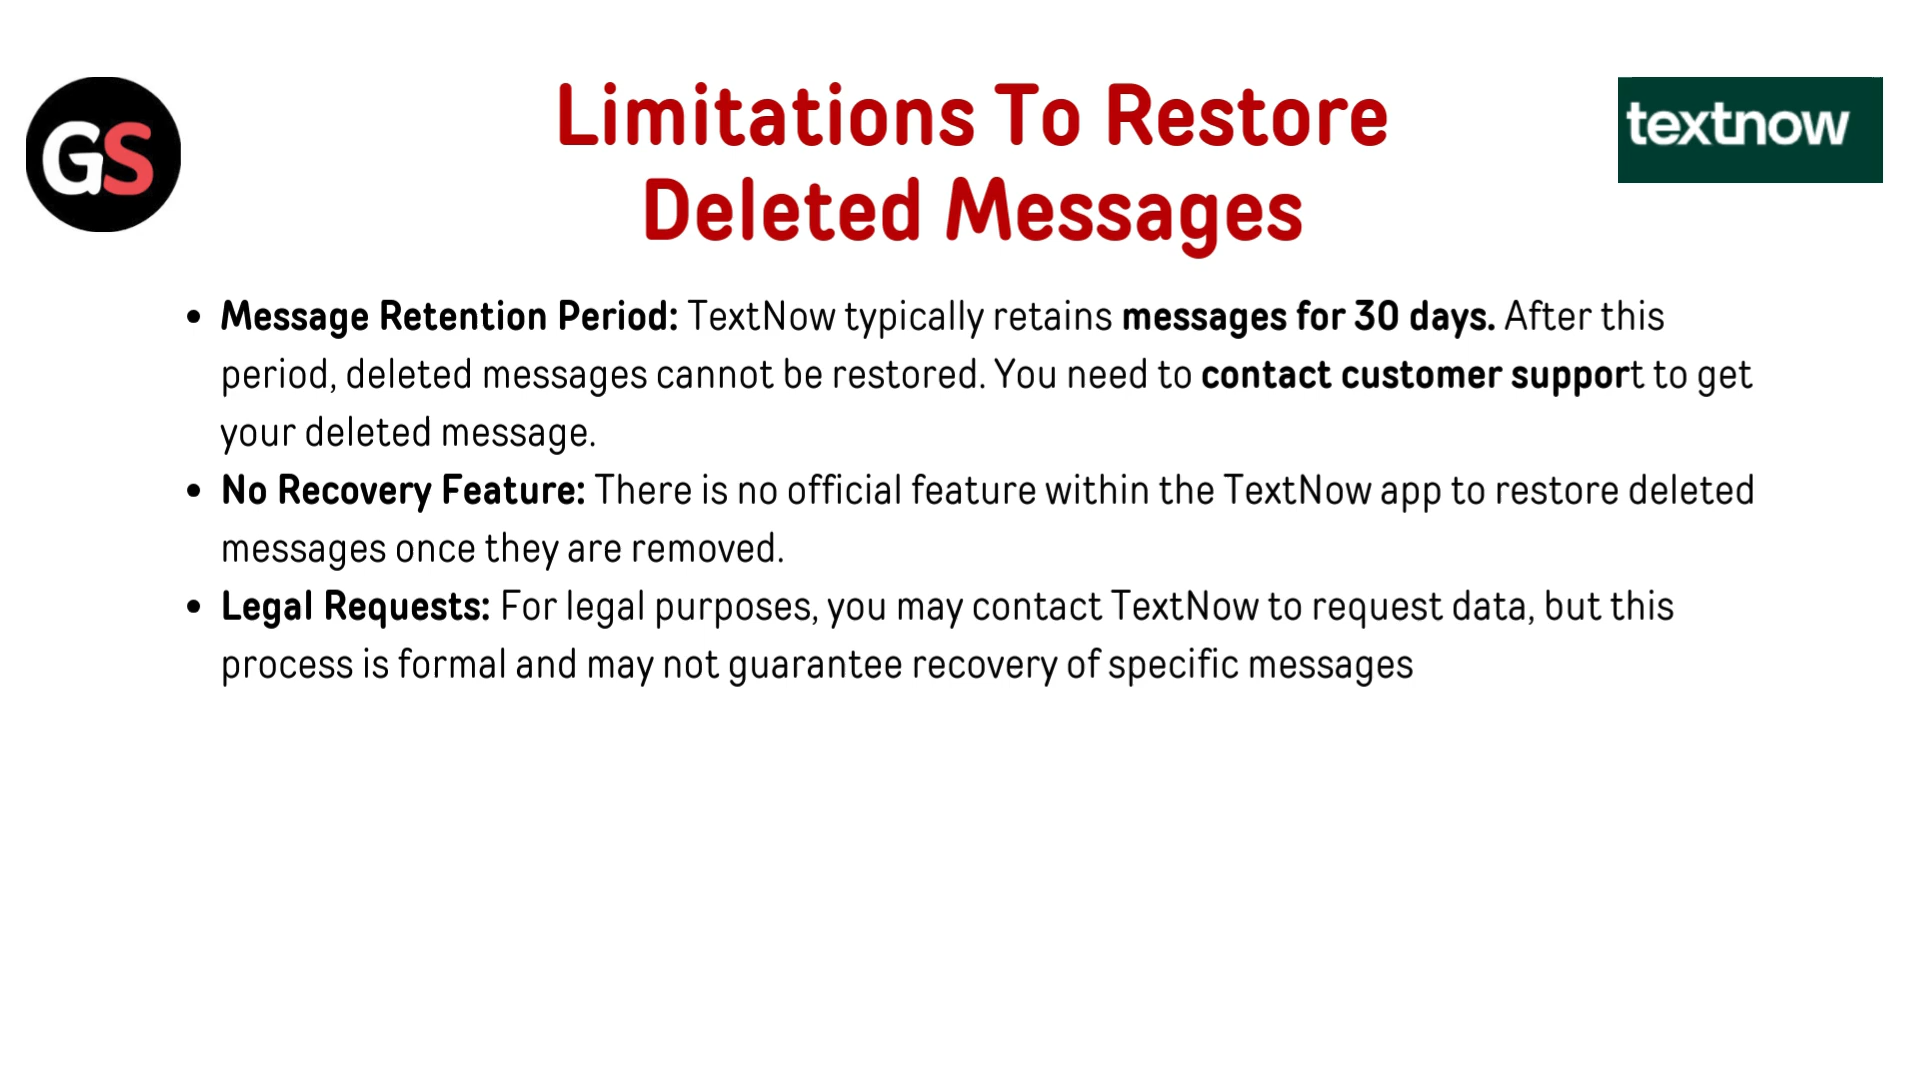 GS
Limitations To Restore
Deleted Messages
textnow
• Message Retention Period: TextNow typically retains messages for 30 days. After this
period, deleted messages cannot be restored. You need to contact customer support to get
your deleted message.
• No Recovery Feature: There is no official feature within the TextNow app to restore deleted
messages once they are removed.
• Legal Requests: For legal purposes, you may contact TextNow to request data, but this
process is formal and may not guarantee recovery of specific messages